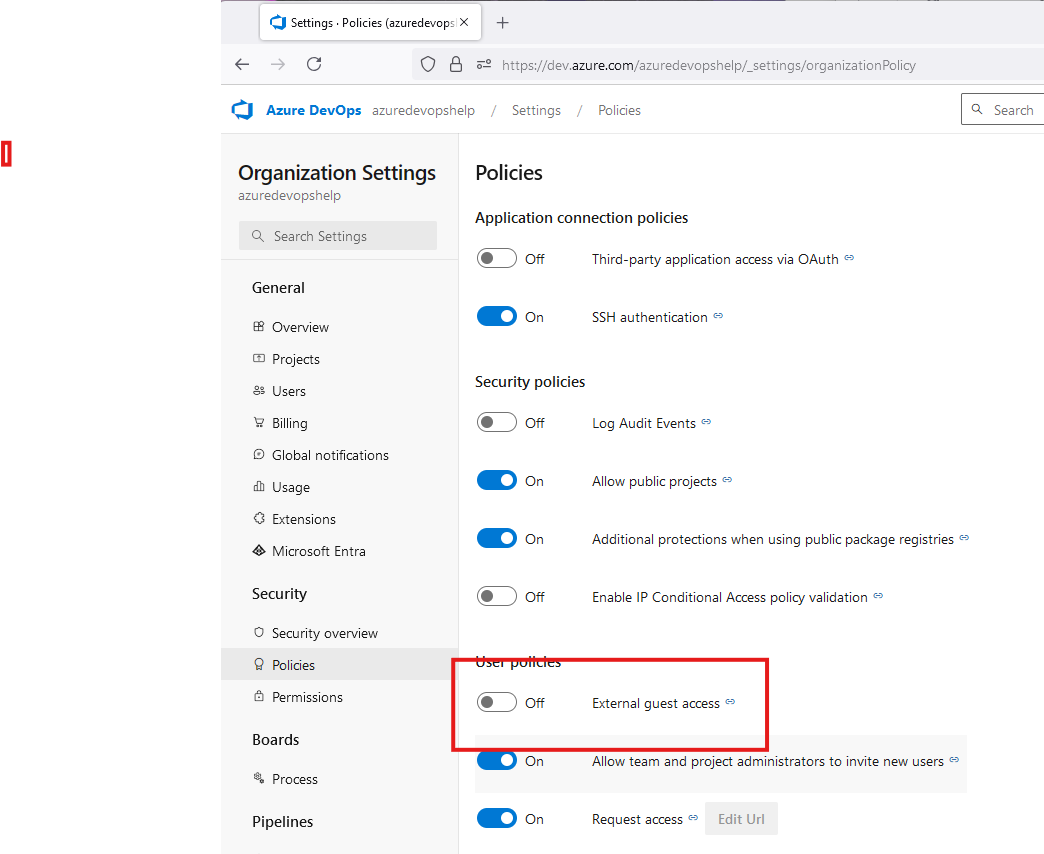 Settings · Policies (azuredevops
https://dev.azure.com/azuredevopshelp/_settings/organizationPolicy
Azure DevOps azuredevopshelp / Settings / Policies
Search
Organization Settings
azuredevopshelp
Search Settings
General
Overview
Projects
Users
Billing
Global notifications
Usage
Extensions
Microsoft Entra
Security
Security overview
Policies
Permissions
Boards
Process
Pipelines
Policies
Application connection policies
Off Third-party application access via OAuth
On SSH authentication
Security policies
Off Log Audit Events
On Allow public projects
On Additional protections when using public package registries
Off Enable IP Conditional Access policy validation
User policies
Off External guest access
On Allow team and project administrators to invite new users
On Request access Edit Url